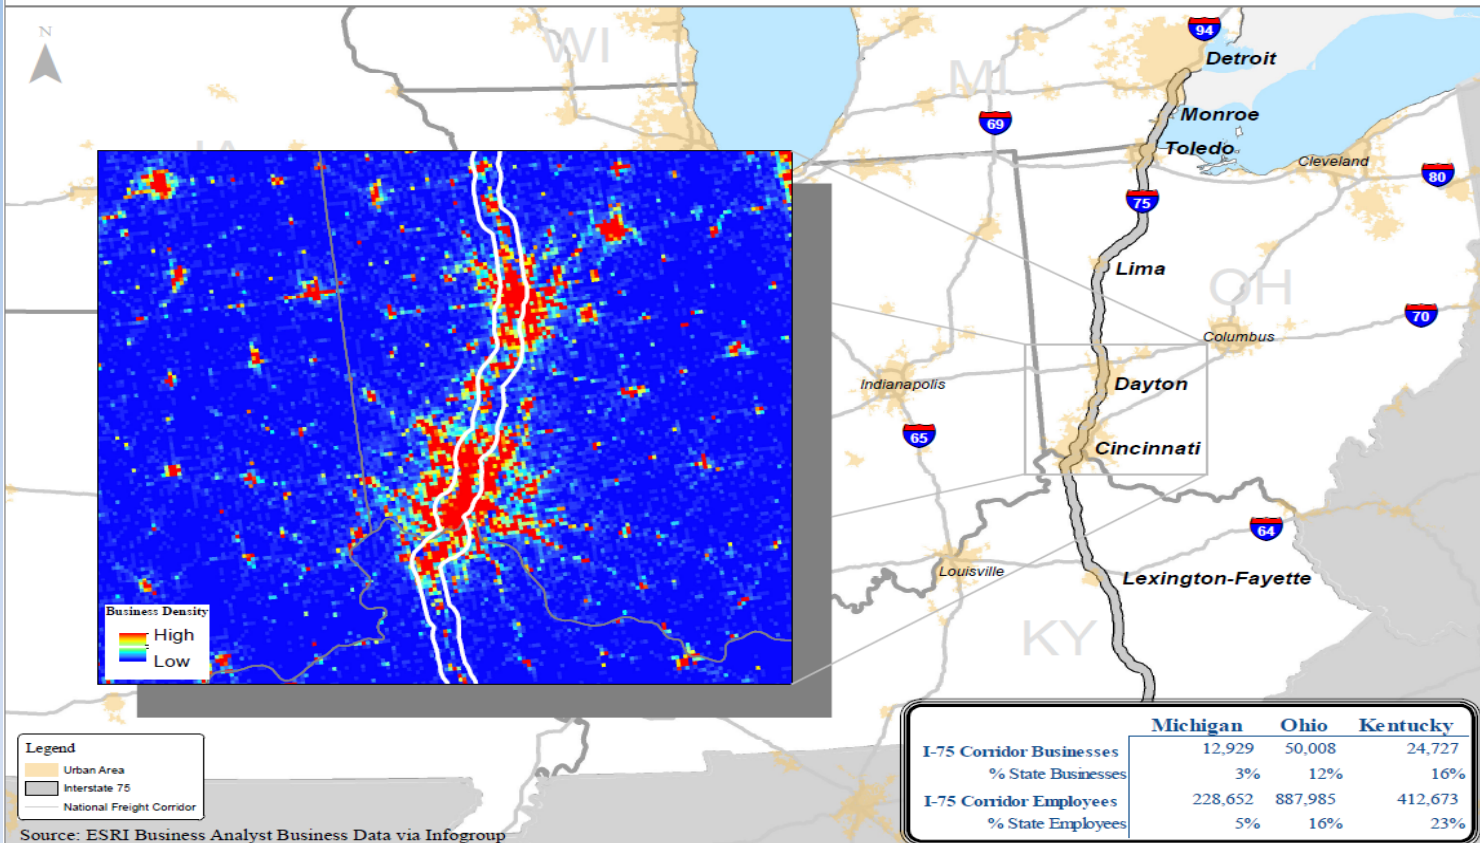 N
WI
MI
94
Detroit
69
Monroe
Toledo
Cleveland
80
75
Lima
OH
70
Columbus
Indianapolis
Dayton
65
Cincinnati
64
Louisville
Lexington-Fayette
KY
Business Density
High
Low
Legend
Urban Area
Interstate 75
National Freight Corridor
Source: ESRI Business Analyst Business Data via Infogroup
Michigan Ohio Kentucky
I-75 Corridor Businesses 12,929 50,008 24,727
% State Businesses 3% 12% 16%
I-75 Corridor Employees 228,652 887,985 412,673
% State Employees 5% 16% 23%